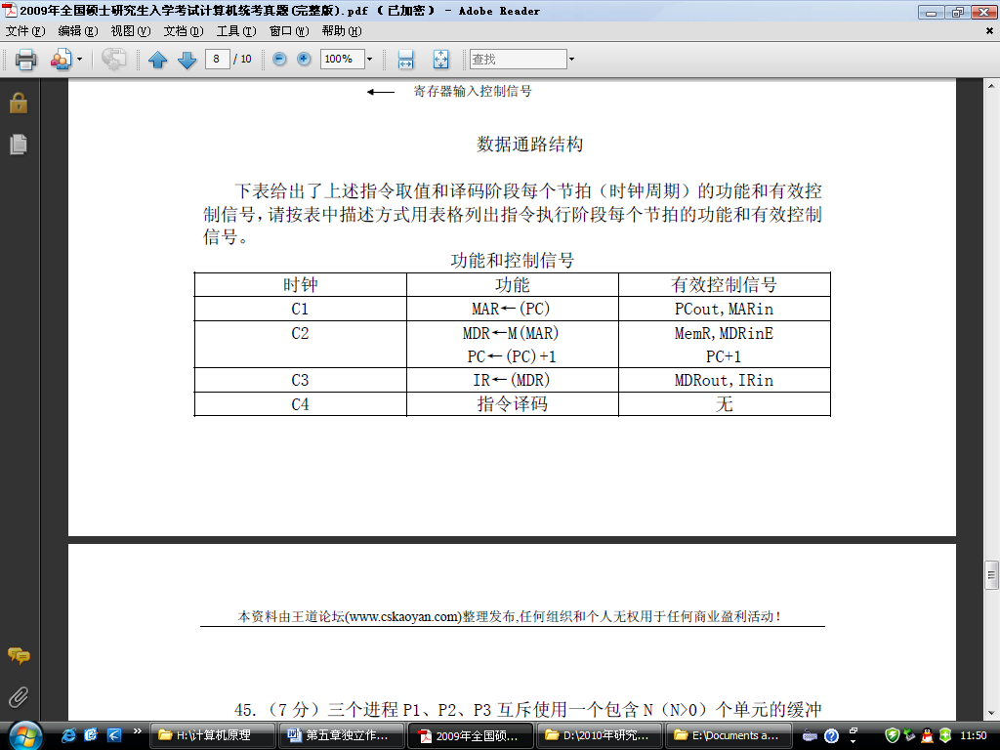 2009年全国硕士研究生入学考试计算机统考真题(完整版).pdf （已加密） - Adobe Reader
文件(F) 编辑(E) 视图(V) 文档(D) 工具(T) 窗口(W) 帮助(H)
8 / 10 100% 查找
寄存器输入控制信号
数据通路结构
下表给出了上述指令取值和译码阶段每个节拍（时钟周期）的功能和有效控
制信号,请按表中描述方式用表格列出指令执行阶段每个节拍的功能和有效控制
信号。
功能和控制信号
时钟 功能 有效控制信号
C1 MAR←(PC) PCout,MARin
C2 MDR←M(MAR) MemR,MDRinE
PC←(PC)+1 PC+1
C3 IR←(MDR) MDRout,IRin
C4 指令译码 无
本资料由王道论坛(www.cskaoyan.com)整理发布,任何组织和个人无权用于任何商业盈利活动！
45.（7 分）三个进程 P1、P2、P3 互斥使用一个包含 N（N>0）个单元的缓冲
H:\计算机原理 第五章独立作... 2009年全国硕... D:\2010年研究... E:\Documents a... 11:50